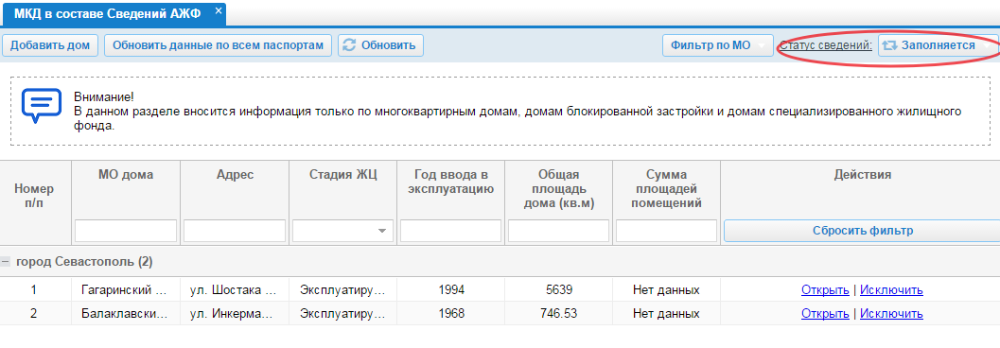 МКД в составе Сведений АЖФ
Добавить дом Обновить данные по всем паспортам Обновить Фильтр по МО Статус сведений: Заполняется
Внимание!
В данном разделе вносится информация только по многоквартирным домам, домам блокированной застройки и домам специализированного жилищного
фонда.
Номер п/п МО дома Адрес Стадия ЖЦ Год ввода в эксплуатацию Общая площадь дома (кв.м) Сумма площадей помещений Действия
Сбросить фильтр
город Севастополь (2)
1 Гагаринский ... ул. Шостака ... Эксплуатиру... 1994 5639 Нет данных Открыть | Исключить
2 Балаклавски... ул. Инкерма... Эксплуатиру... 1968 746.53 Нет данных Открыть | Исключить